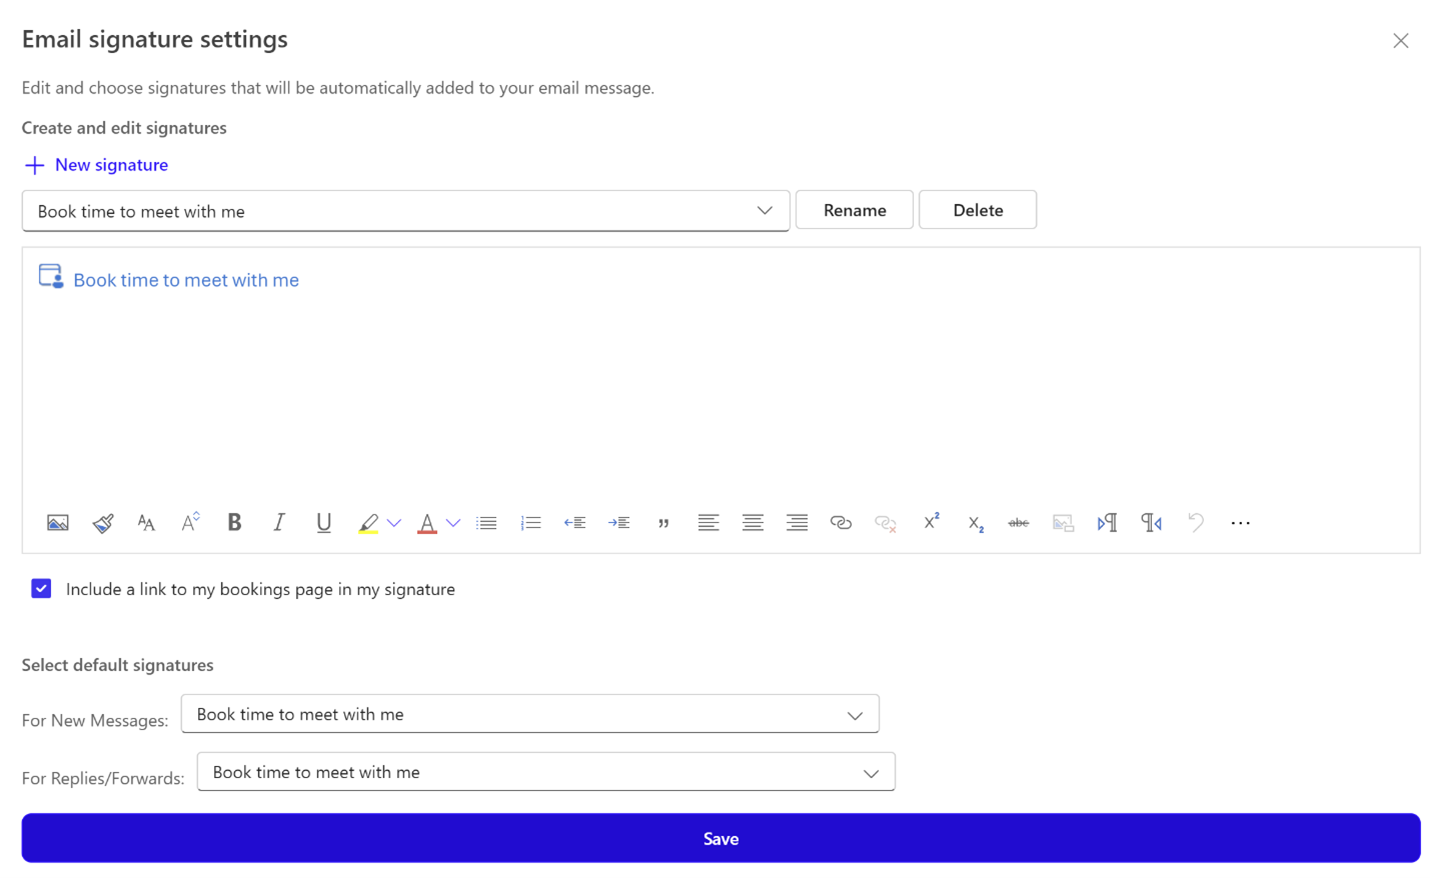 Email signature settings
Edit and choose signatures that will be automatically added to your email message.
Create and edit signatures
New signature
Book time to meet with me
Rename
Delete
Book time to meet with me
Include a link to my bookings page in my signature
Select default signatures
For New Messages: Book time to meet with me
For Replies/Forwards: Book time to meet with me
Save